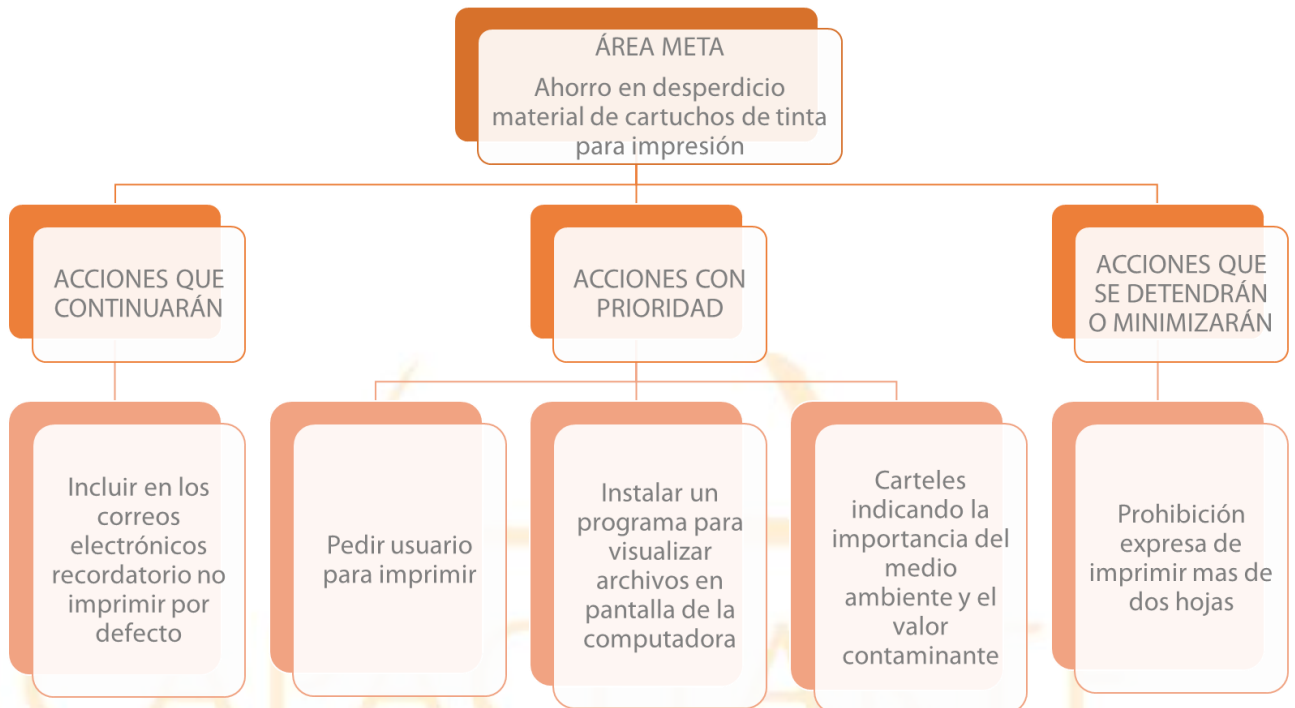 ÁREA META
Ahorro en desperdicio
material de cartuchos de tinta
para impresión
ACCIONES QUE
CONTINUARÁN
ACCIONES CON
PRIORIDAD
ACCIONES QUE
SE DETENDRÁN
O MINIMIZARÁN
Incluir en los
correos
electrónicos
recordatorio no
imprimir por
defecto
Pedir usuario
para imprimir
Instalar un
programa para
visualizar
archivos en
pantalla de la
computadora
Carteles
indicando la
importancia del
medio
ambiente y el
valor
contaminante
Prohibición
expresa de
imprimir mas de
dos hojas